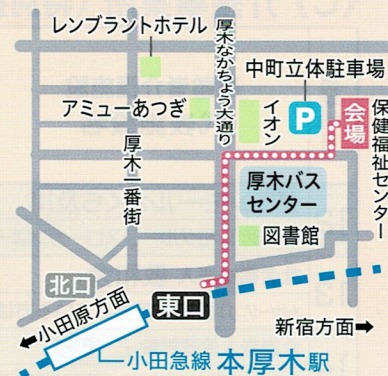 レンブラントホテル
厚木なかちょう大通り
中町立体駐車場
アミューあつぎ
イオン
P
会場
保健福祉センター
厚木一番街
厚木バス
センター
図書館
北口
東口
小田原方面
新宿方面
小田急線 本厚木駅